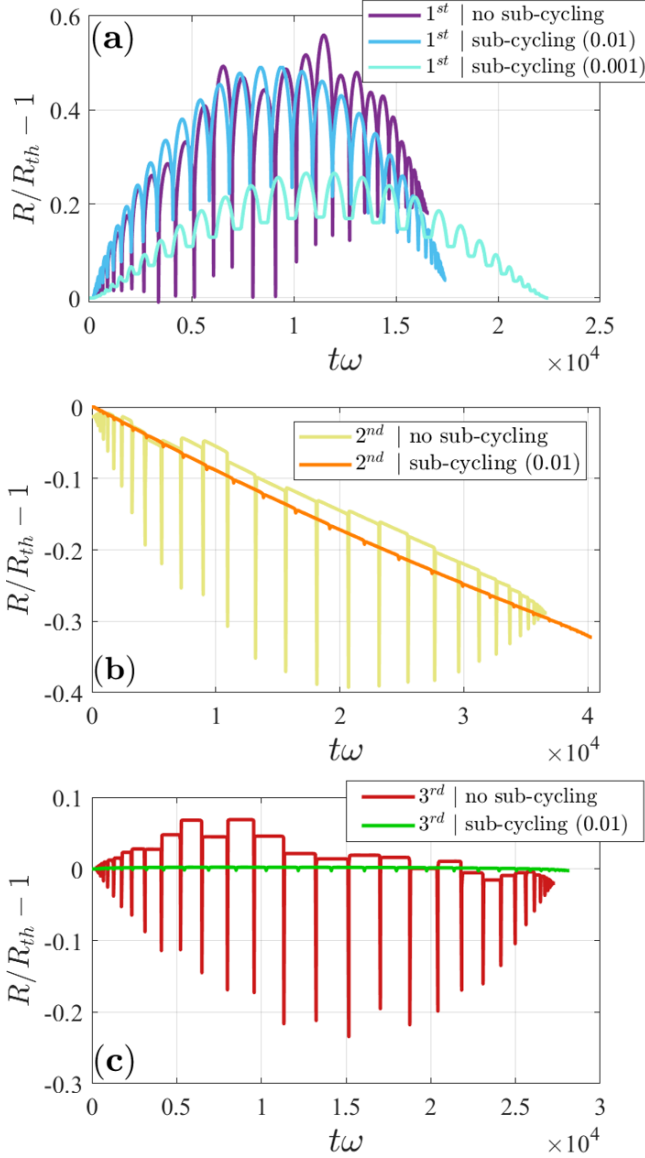 (a)
1st | no sub-cycling
1st | sub-cycling (0.01)
1st | sub-cycling (0.001)
R/Rth − 1
0.6
0.4
0.2
0
0 0.5 1 1.5 2 2.5
tω
×10^4
2nd | no sub-cycling
2nd | sub-cycling (0.01)
R/Rth − 1
0
-0.1
-0.2
-0.3
-0.4
(b)
0 1 2 3 4
tω
×10^4
3rd | no sub-cycling
3rd | sub-cycling (0.01)
R/Rth − 1
0.1
0
-0.1
-0.2
-0.3
(c)
0 0.5 1 1.5 2 2.5 3
tω
×10^4